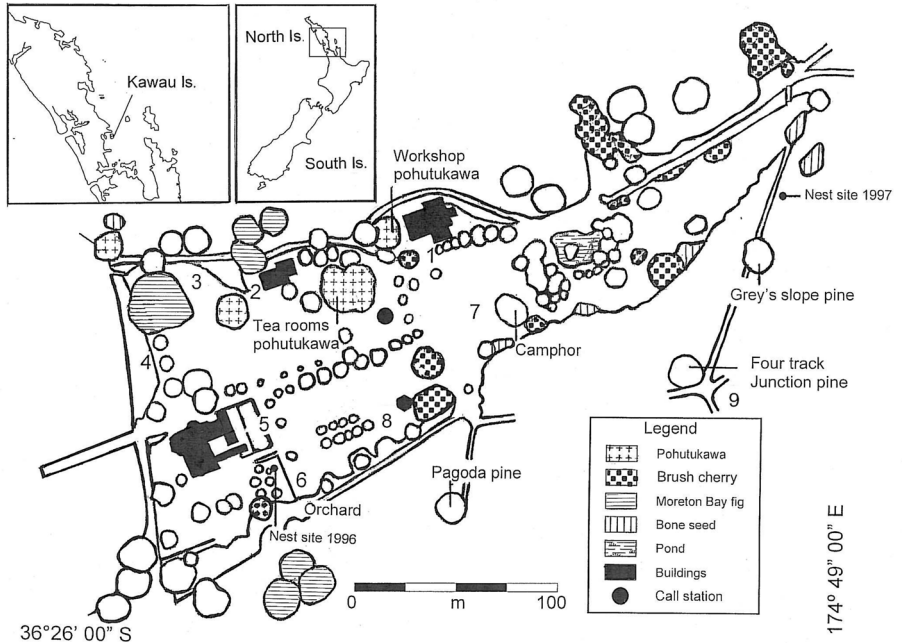 North Is.
Kawau Is.
South Is.
Workshop
pohutukawa
Nest site 1997
1
3
2
Tea rooms
pohutukawa
7
Grey's slope pine
Camphor
4
Four track
Junction pine
9
5
8
6
Pagoda pine
Orchard
Nest site 1996
Legend
Pohutukawa
Brush cherry
Moreton Bay fig
Bone seed
Pond
Buildings
Call station
0 m 100
36°26' 00" S
174° 49' 00" E